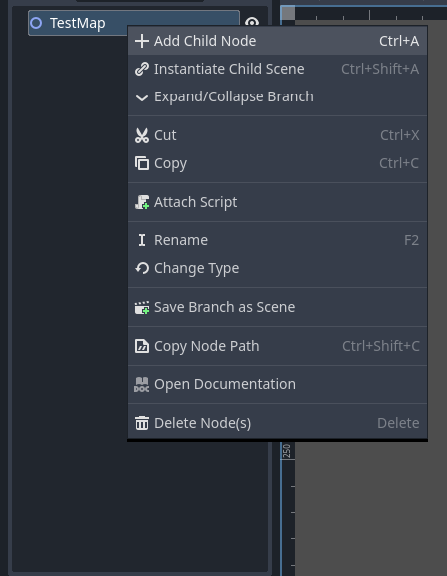 TestMap
Add Child Node Ctrl+A
Instantiate Child Scene Ctrl+Shift+A
Expand/Collapse Branch
Cut Ctrl+X
Copy Ctrl+C
Attach Script
Rename F2
Change Type
Save Branch as Scene
Copy Node Path Ctrl+Shift+C
DOC Open Documentation
Delete Node(s) Delete
250